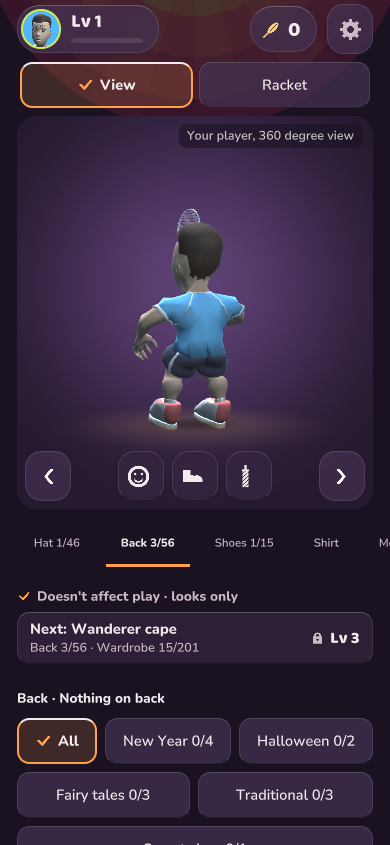 Lv 1
0
View
Racket
Your player, 360 degree view
Hat 1/46
Back 3/56
Shoes 1/15
Shirt
Doesn't affect play · looks only
Next: Wanderer cape
Back 3/56 · Wardrobe 15/201
Lv 3
Back · Nothing on back
All
New Year 0/4
Halloween 0/2
Fairy tales 0/3
Traditional 0/3